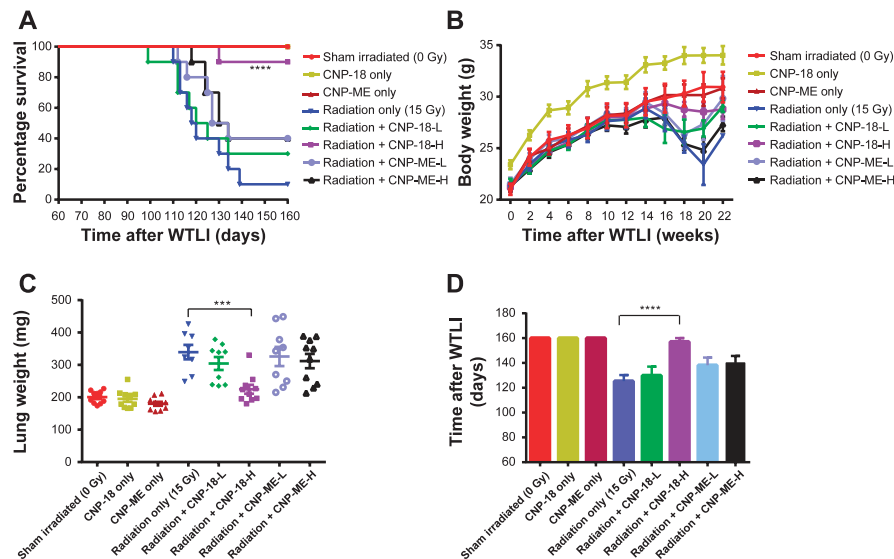 A
Percentage survival
100
80
60
40
20
0
****
60 70 80 90 100 110 120 130 140 150 160
Time after WTLI (days)
Sham irradiated (0 Gy)
CNP-18 only
CNP-ME only
Radiation only (15 Gy)
Radiation + CNP-18-L
Radiation + CNP-18-H
Radiation + CNP-ME-L
Radiation + CNP-ME-H
B
Body weight (g)
35
30
25
20
0 2 4 6 8 10 12 14 16 18 20 22
Time after WTLI (weeks)
Sham irradiated (0 Gy)
CNP-18 only
CNP-ME only
Radiation only (15 Gy)
Radiation + CNP-18-L
Radiation + CNP-18-H
Radiation + CNP-ME-L
Radiation + CNP-ME-H
C
Lung weight (mg)
500
400
300
200
100
0
***
Sham irradiated (0 Gy)
CNP-18 only
CNP-ME only
Radiation only (15 Gy)
Radiation + CNP-18-L
Radiation + CNP-18-H
Radiation + CNP-ME-L
Radiation + CNP-ME-H
D
Time after WTLI
(days)
180
160
140
120
100
80
60
****
Sham irradiated (0 Gy)
CNP-18 only
CNP-ME only
Radiation only (15 Gy)
Radiation + CNP-18-L
Radiation + CNP-18-H
Radiation + CNP-ME-L
Radiation + CNP-ME-H